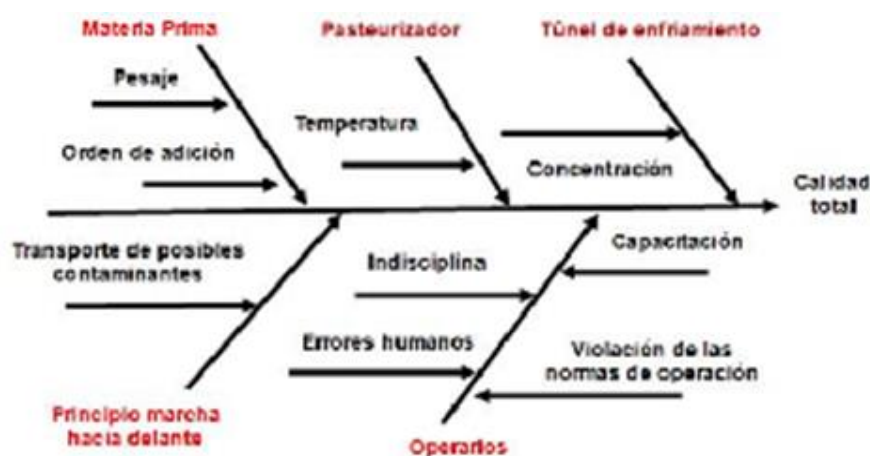 Materia Prima
Pasteurizador
Túnel de enfriamiento
Pesaje
Temperatura
Orden de adición
Concentración
Calidad
total
Transporte de posibles
contaminantes
Indisciplina
Capacitación
Errores humanos
Violación de las
normas de operación
Principio marcha
hacia delante
Operarios